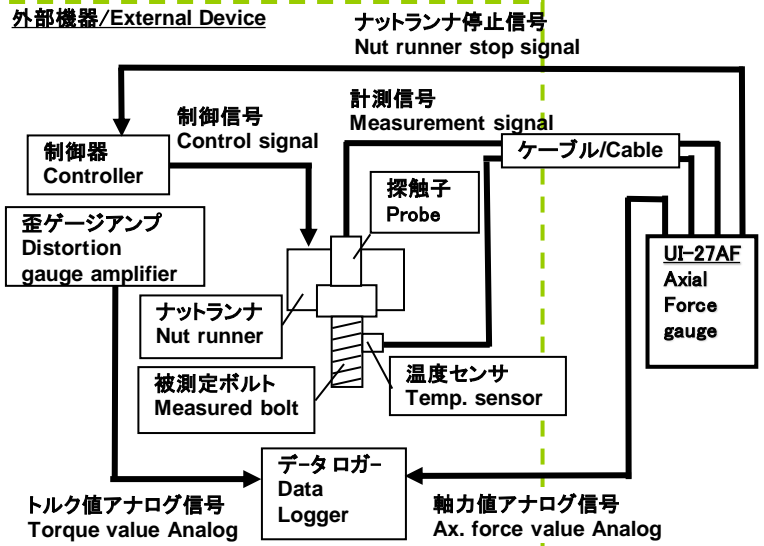 外部機器/External Device
ナットランナ停止信号
Nut runner stop signal
制御信号
Control signal
計測信号
Measurement signal
ケーブル/Cable
制御器
Controller
探触子
Probe
歪ゲージアンプ
Distortion
gauge amplifier
UI-27AF
Axial
Force
gauge
ナットランナ
Nut runner
被測定ボルト
Measured bolt
温度センサ
Temp. sensor
データロガー
Data
Logger
トルク値アナログ信号
Torque value Analog
軸力値アナログ信号
Ax. force value Analog